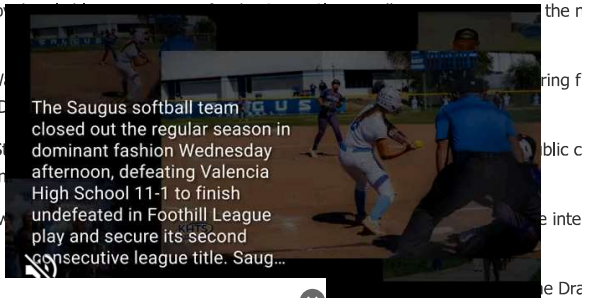 the
ring f
The Saugus softball team
closed out the regular season in
dominant fashion Wednesday
afternoon, defeating Valencia
blic c
High School 11-1 to finish
undefeated in Foothill League
e inte
play and secure its second
KHTS
consecutive league title. Saug...
e Dra